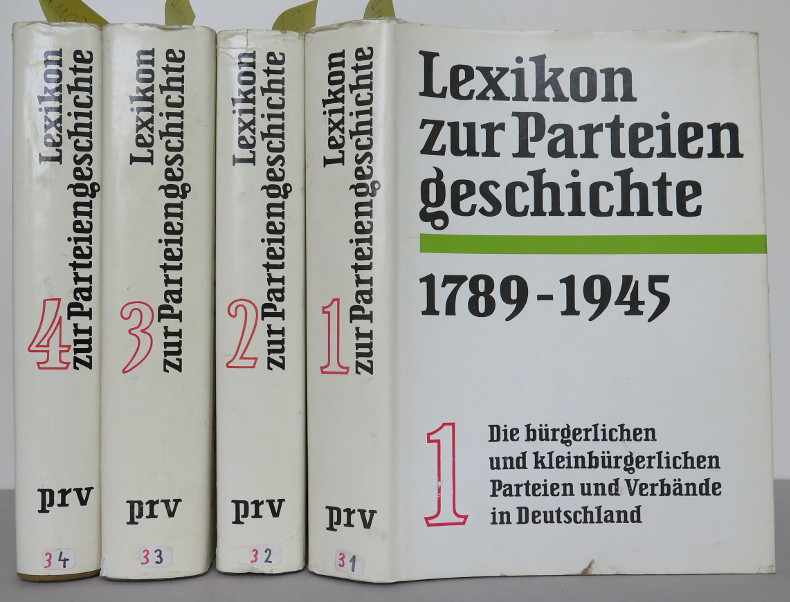 Lexikon
zur Parteiengeschichte
4
prv
34
Lexikon
zur Parteiengeschichte
3
prv
33
Lexikon
zur Parteiengeschichte
2
prv
32
Lexikon
zur Parteiengeschichte
1
prv
31
Lexikon
zur Parteien
geschichte
1789-1945
1
Die bürgerlichen
und kleinbürgerlichen
Parteien und Verbände
in Deutschland